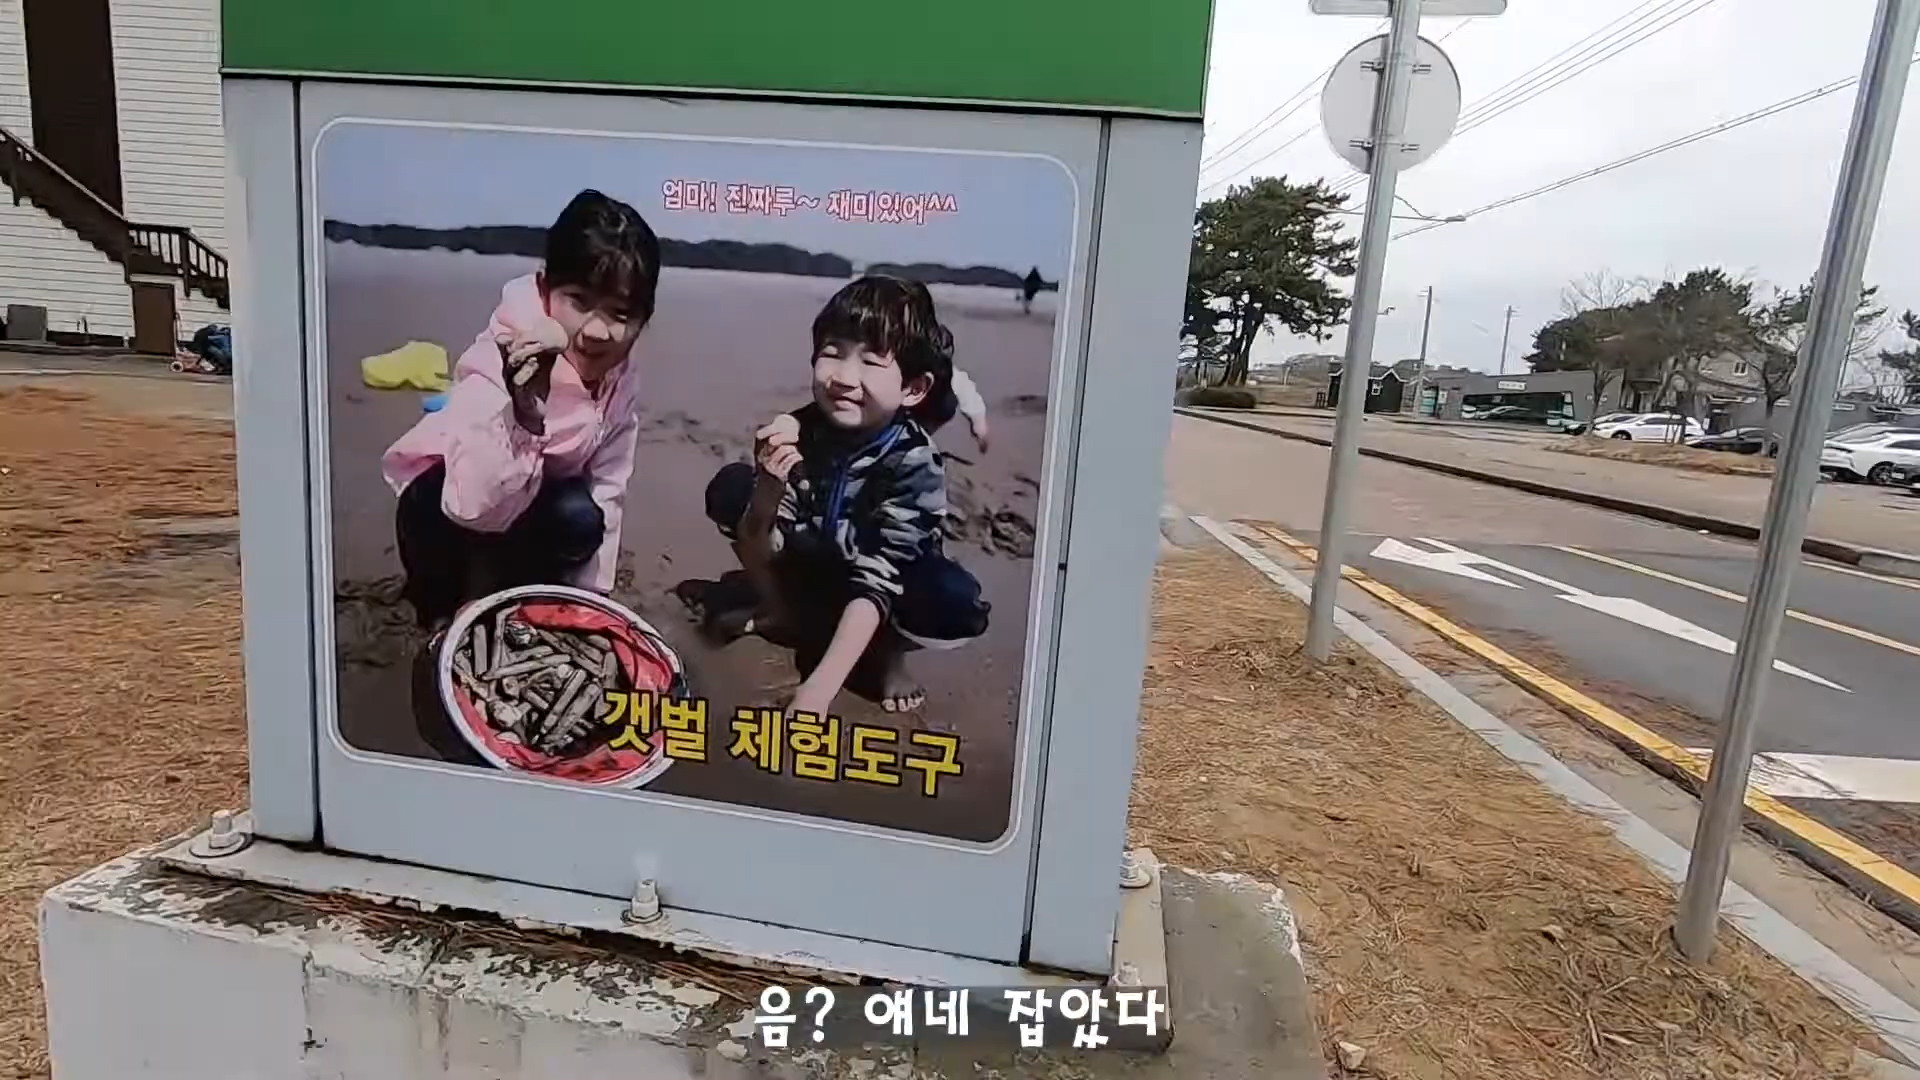 엄마! 진짜루~ 재미있어^^
갯벌 체험도구
음? 얘네 잡았다